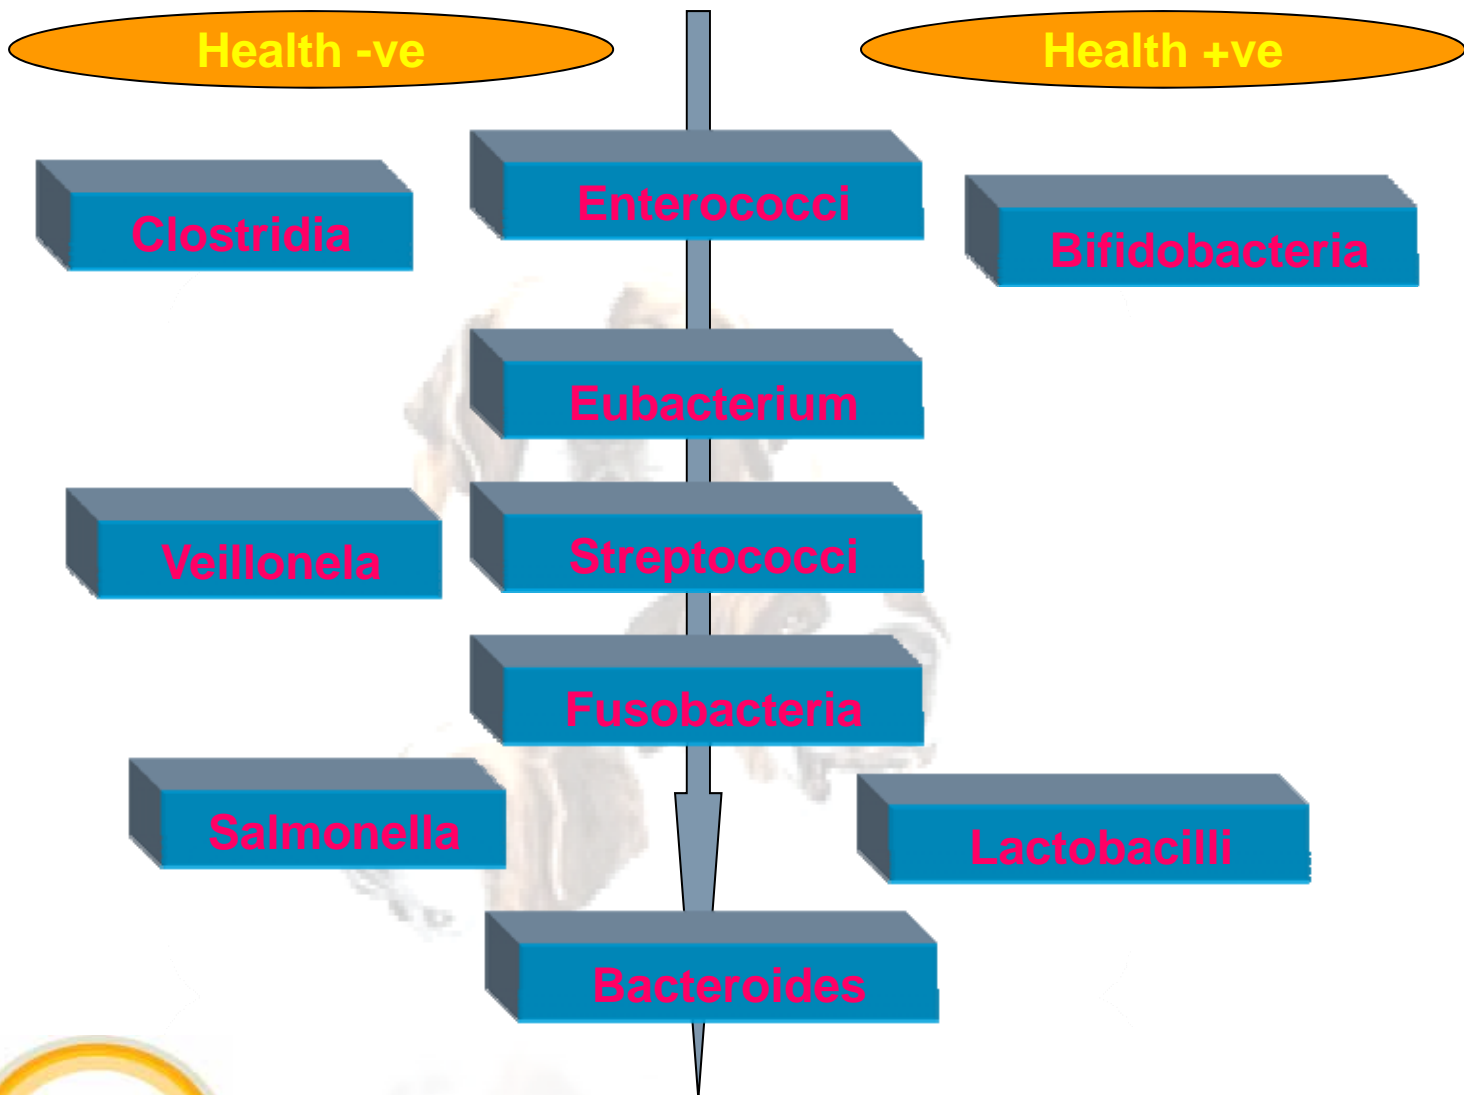 Health -ve
Health +ve
Clostridia
Enterococci
Bifidobacteria
Eubacterium
Veillonela
Streptococci
Fusobacteria
Salmonella
Lactobacilli
Bacteroides